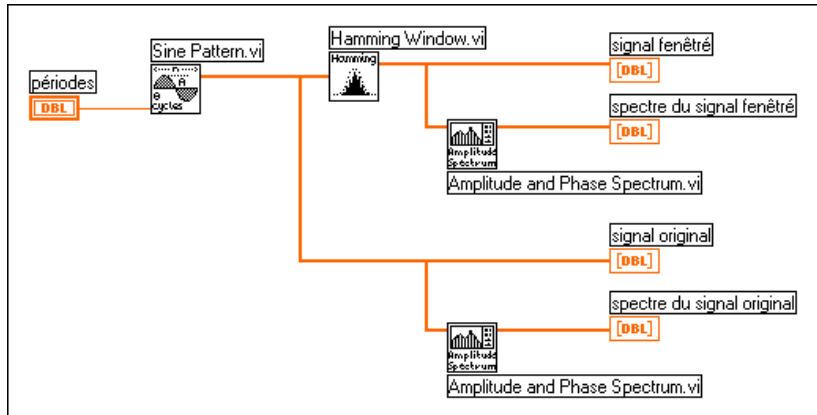 Hamming Window.vi
signal fenêtré
Sine Pattern.vi
Hamming
[DBL]
périodes
n
A
DBL
θ
cycles
spectre du signal fenêtré
[DBL]
Amplitude
Spectrum
Amplitude and Phase Spectrum.vi
signal original
[DBL]
spectre du signal original
[DBL]
Amplitude
Spectrum
Amplitude and Phase Spectrum.vi